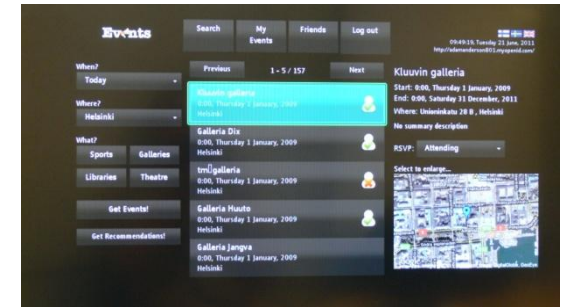 Events
Search
My Events
Friends
Log out
09:49:19, Tuesday 21 June, 2011
When?
Today
Where?
Helsinki
What?
Sports
Galleries
Libraries
Theatre
Get Events!
Get Recommendations!
Previous
1 - 5 / 157
Next
Kluuvin galleria
0:00, Thursday 1 January, 2009
Helsinki
Galleria Dix
0:00, Thursday 1 January, 2009
Helsinki
tm▯galleria
0:00, Thursday 1 January, 2009
Helsinki
Galleria Huuto
0:00, Thursday 1 January, 2009
Helsinki
Galleria Jangva
0:00, Thursday 1 January, 2009
Helsinki
Kluuvin galleria
Start: 0:00, Thursday 1 January, 2009
End: 0:00, Saturday 31 December, 2011
Where: Unioninkatu 28 B , Helsinki
No summary description
RSVP:
Attending
Select to enlarge...